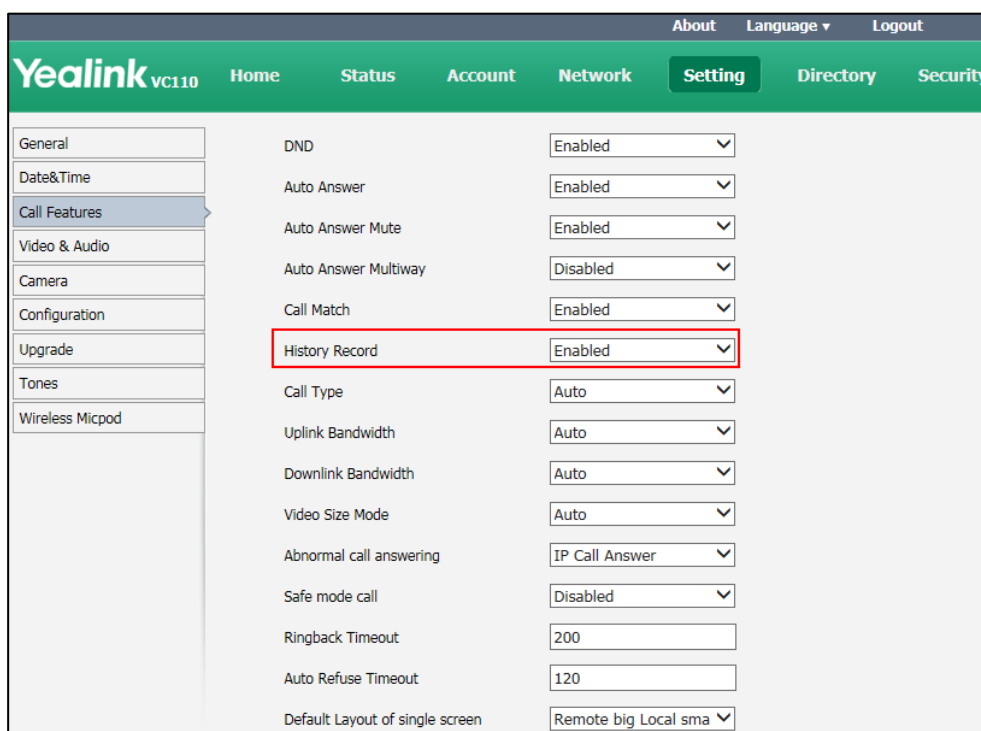 About Language ▾ Logout
Yealink VC110 Home Status Account Network Setting Directory Security
General
Date&Time
Call Features
Video & Audio
Camera
Configuration
Upgrade
Tones
Wireless Micpod
DND Enabled
Auto Answer Enabled
Auto Answer Mute Enabled
Auto Answer Multiway Disabled
Call Match Enabled
History Record Enabled
Call Type Auto
Uplink Bandwidth Auto
Downlink Bandwidth Auto
Video Size Mode Auto
Abnormal call answering IP Call Answer
Safe mode call Disabled
Ringback Timeout 200
Auto Refuse Timeout 120
Default Layout of single screen Remote big Local sma